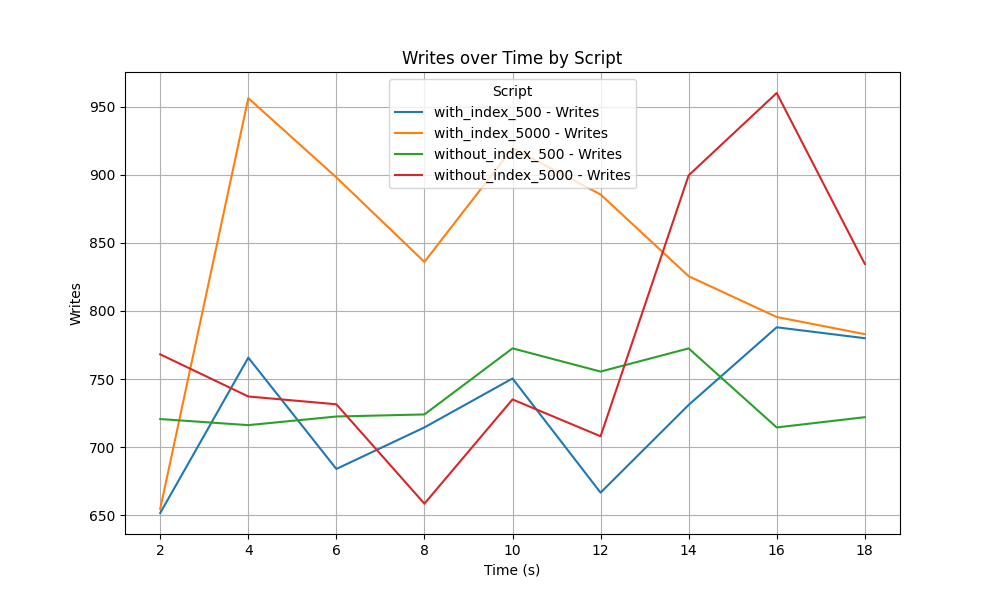 Writes over Time by Script
Script
with_index_500 - Writes
with_index_5000 - Writes
without_index_500 - Writes
without_index_5000 - Writes
Writes
950
900
850
800
750
700
650
2 4 6 8 10 12 14 16 18
Time (s)